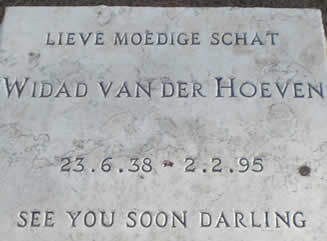 LIEVE MOEDIGE SCHAT
WIDAD VAN DER HOEVEN
23.6.38 - 2.2.95
SEE YOU SOON DARLING